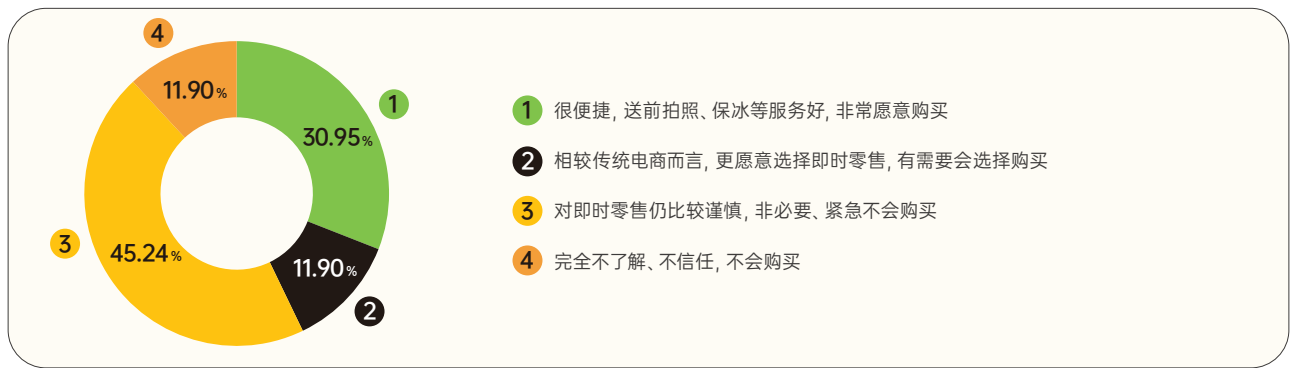 4
11.90%
1
30.95%
3
45.24%
11.90%
2
1 很便捷, 送前拍照、保冰等服务好, 非常愿意购买
2 相较传统电商而言, 更愿意选择即时零售, 有需要会选择购买
3 对即时零售仍比较谨慎, 非必要、紧急不会购买
4 完全不了解、不信任, 不会购买